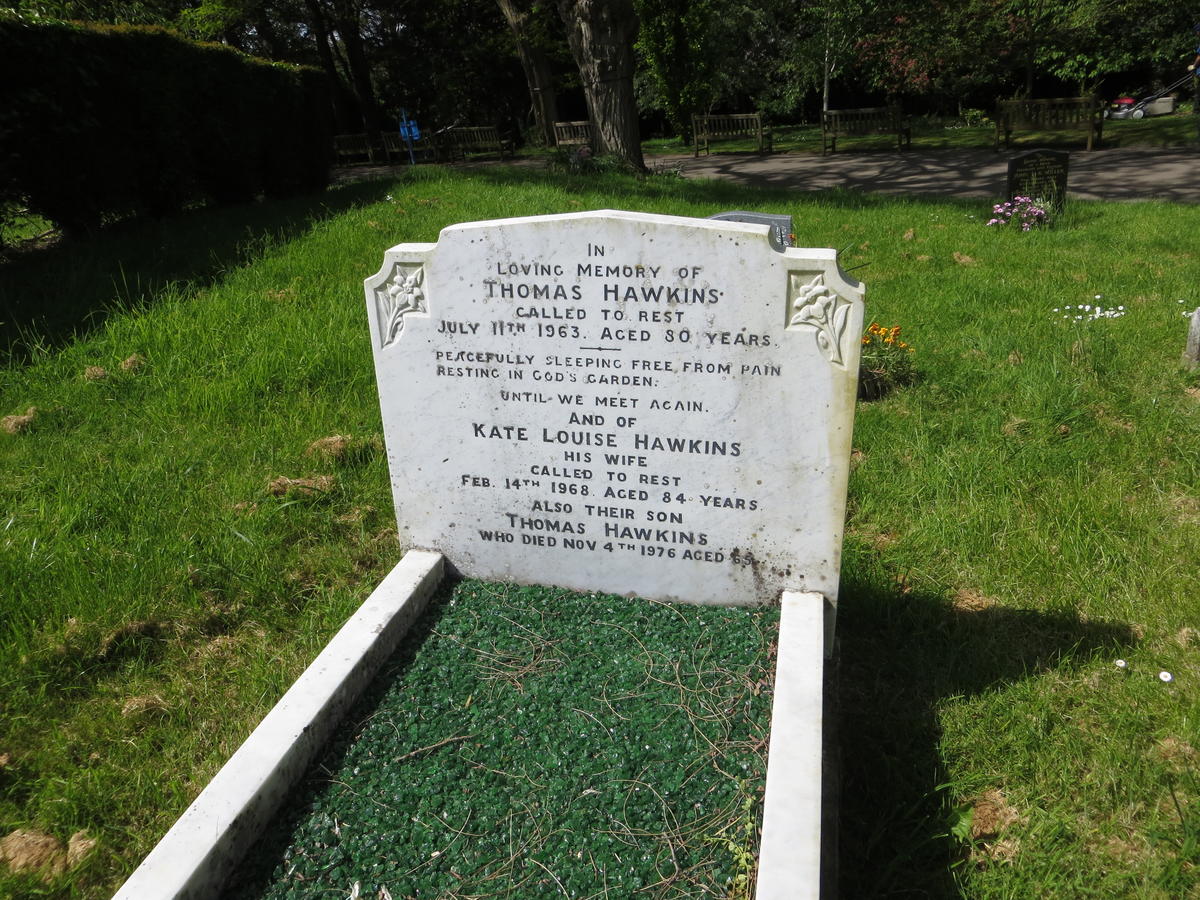 IN
LOVING MEMORY OF
THOMAS HAWKINS
CALLED TO REST
JULY 11TH 1963. AGED 80 YEARS.
PEACEFULLY SLEEPING FREE FROM PAIN
RESTING IN GOD'S GARDEN.
UNTIL WE MEET AGAIN.
AND OF
KATE LOUISE HAWKINS
HIS WIFE
CALLED TO REST
FEB. 14TH 1968. AGED 84 YEARS.
ALSO THEIR SON
THOMAS HAWKINS
WHO DIED NOV 4TH 1976 AGED 65